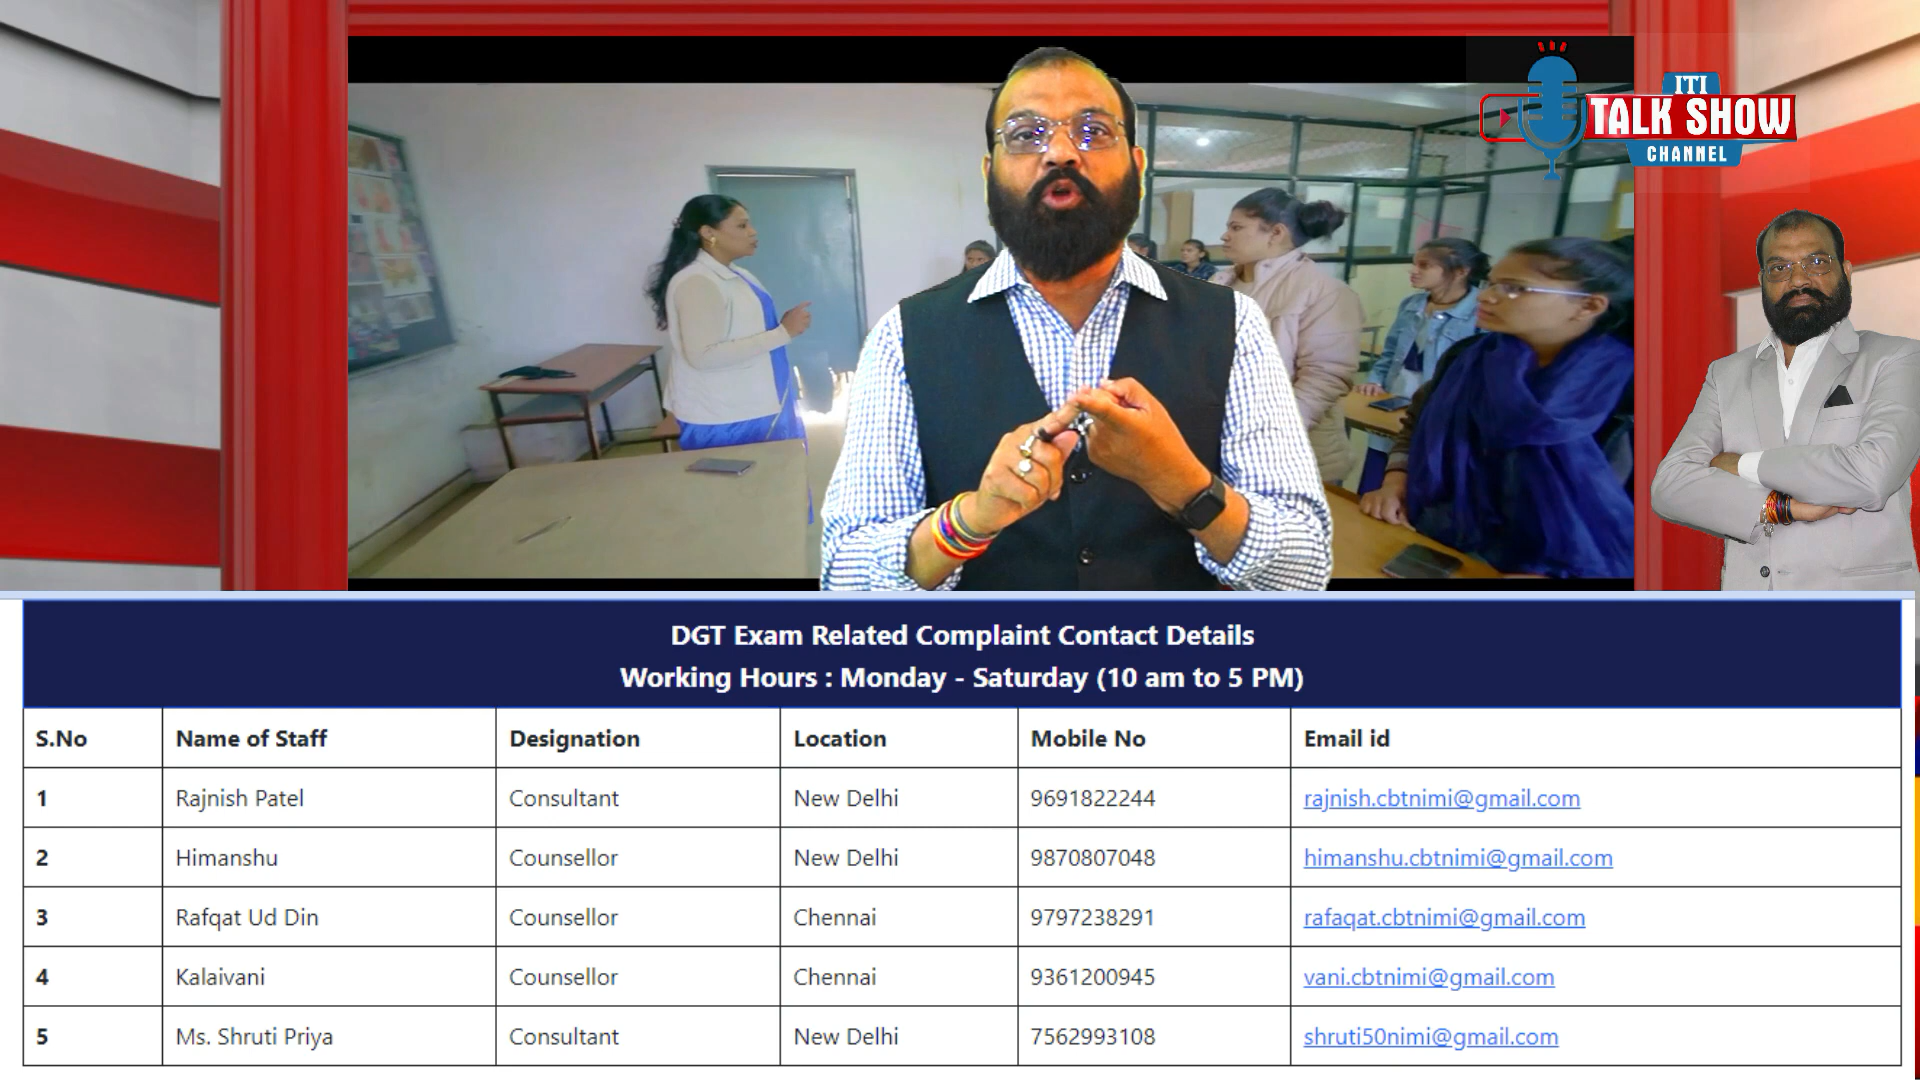 ITI
TALK SHOW
CHANNEL
DGT Exam Related Complaint Contact Details
Working Hours : Monday - Saturday (10 am to 5 PM)
S.No Name of Staff Designation Location Mobile No Email id
1 Rajnish Patel Consultant New Delhi 9691822244 rajnish.cbtnimi@gmail.com
2 Himanshu Counsellor New Delhi 9870807048 himanshu.cbtnimi@gmail.com
3 Rafqat Ud Din Counsellor Chennai 9797238291 rafaqat.cbtnimi@gmail.com
4 Kalaivani Counsellor Chennai 9361200945 vani.cbtnimi@gmail.com
5 Ms. Shruti Priya Consultant New Delhi 7562993108 shruti50nimi@gmail.com